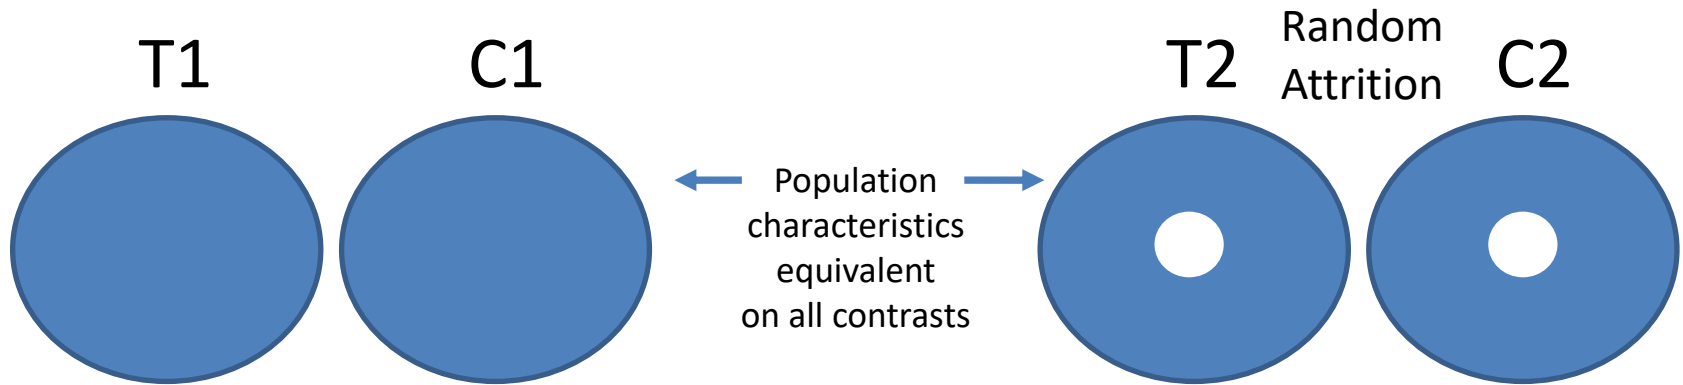 T1
C1
Population
characteristics
equivalent
on all contrasts
T2
Random
Attrition
C2